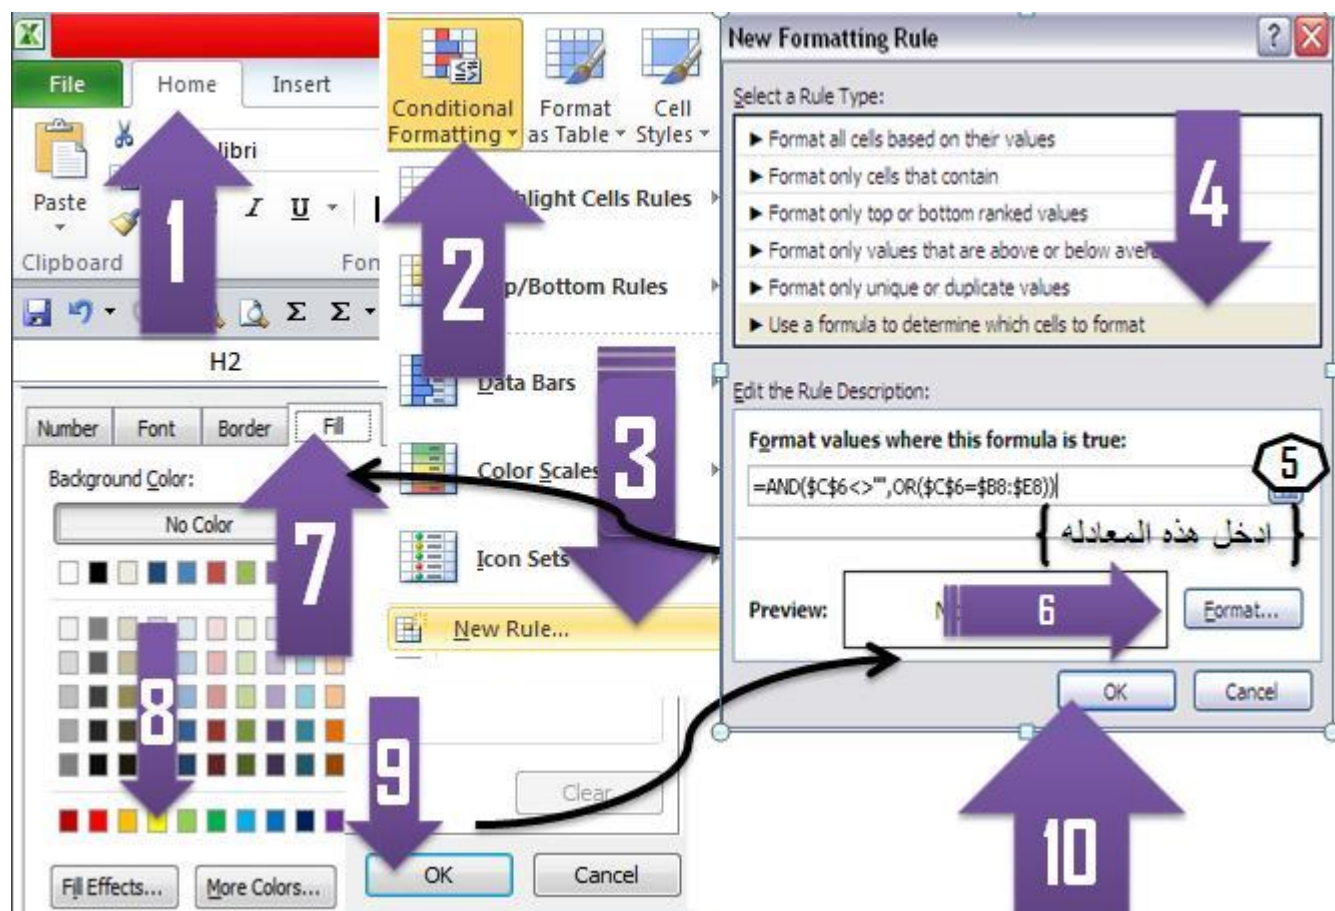 File Home Insert
libri
Paste
I U
Clipboard
Fon
Σ Σ
H2
1
Conditional Formatting
Format as Table
Cell Styles
light Cells Rules
p/Bottom Rules
Data Bars
Color Scales
Icon Sets
New Rule...
2
3
New Formatting Rule
?
Select a Rule Type:
► Format all cells based on their values
► Format only cells that contain
► Format only top or bottom ranked values
► Format only values that are above or below aver
► Format only unique or duplicate values
► Use a formula to determine which cells to format
4
Edit the Rule Description:
Format values where this formula is true:
5
=AND($C$6<>"",OR($C$6=$B8:$E8))
{ ادخل هذه المعادله }
Preview:
6
Format...
OK Cancel
10
Number Font Border Fill
Background Color:
No Color
7
8
Fill Effects... More Colors...
9
Clear
OK Cancel